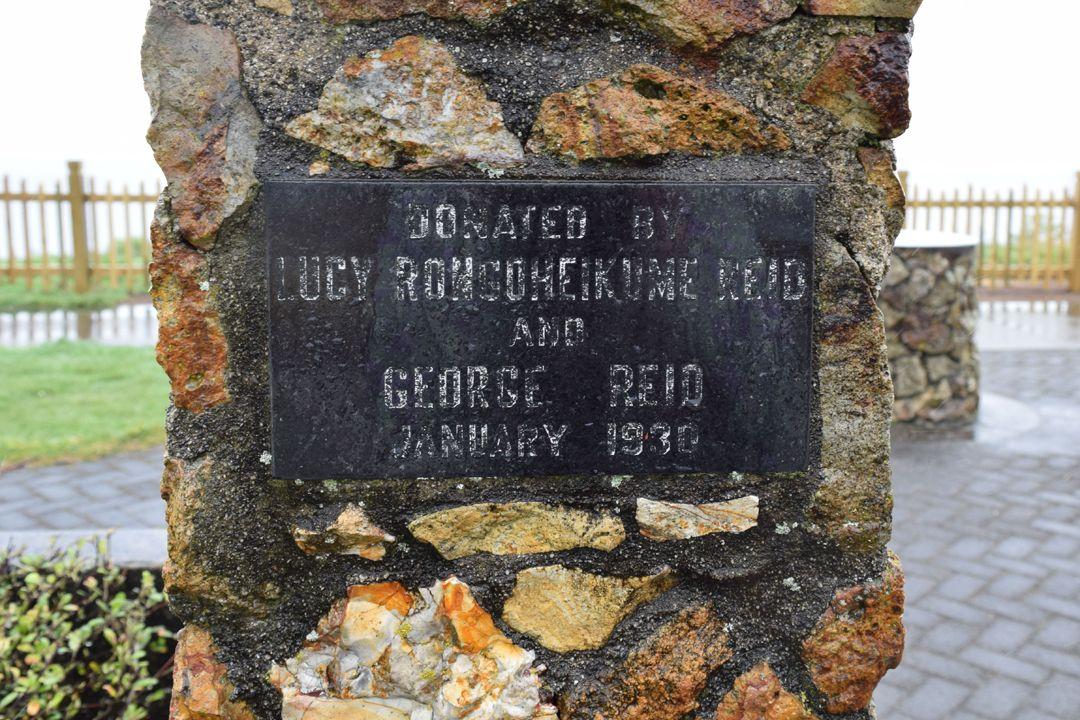 DONATED BY
LUCY RONGOHEIKUME REID
AND
GEORGE REID
JANUARY 1930